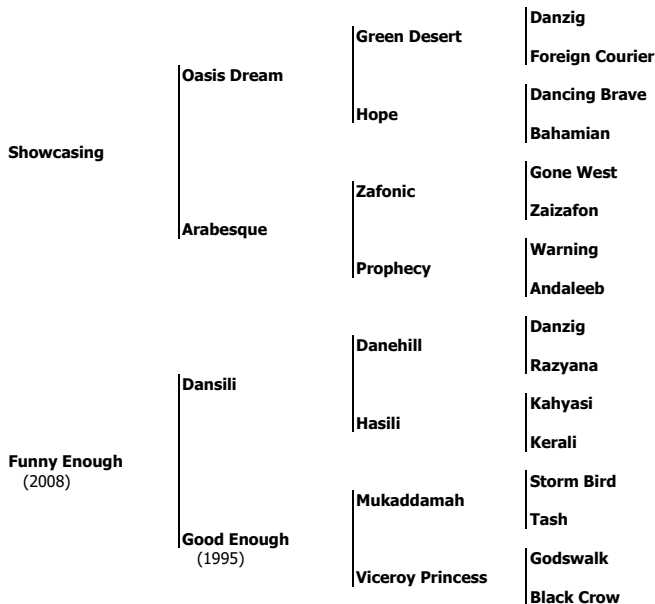 Danzig
Green Desert
Foreign Courier
Oasis Dream
Dancing Brave
Hope
Bahamian
Showcasing
Gone West
Zafonic
Zaizafon
Arabesque
Warning
Prophecy
Andaleeb
Danzig
Danehill
Razyana
Dansili
Kahyasi
Hasili
Kerali
Funny Enough
(2008)
Storm Bird
Mukaddamah
Tash
Good Enough
(1995)
Godswalk
Viceroy Princess
Black Crow